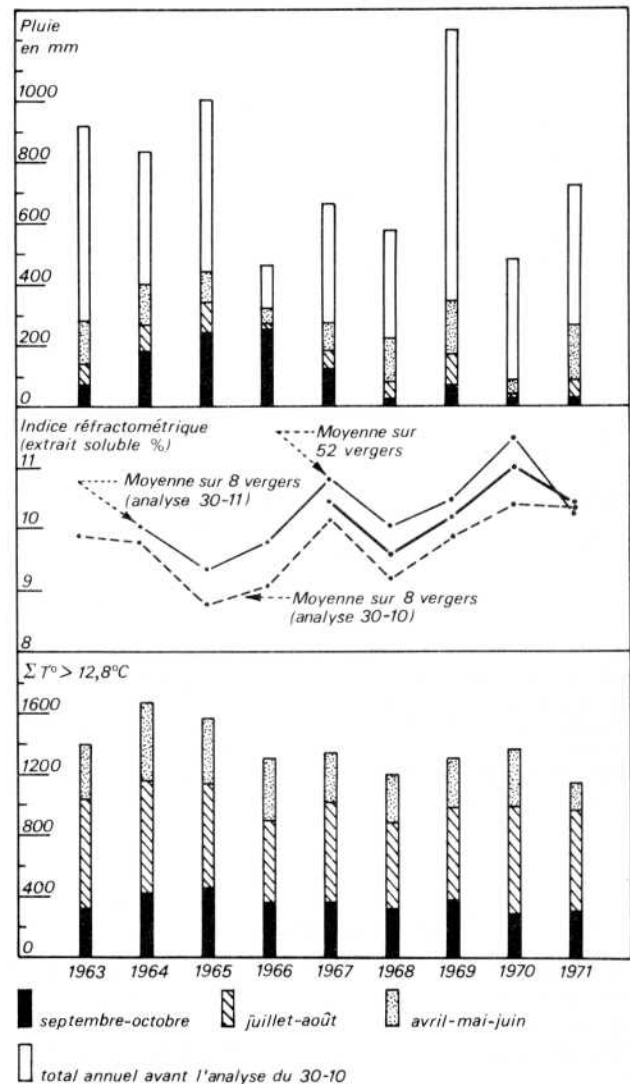 Pluie
en mm
1000
800
600
400
200
0
Indice réfractométrique
(extrait soluble %)
Moyenne sur
52 vergers
11
Moyenne sur 8 vergers
(analyse 30-11)
10
9
Moyenne sur 8 vergers
(analyse 30-10)
8
Σ T° > 12,8°C
1600
1200
800
400
0
1963 1964 1965 1966 1967 1968 1969 1970 1971
septembre-octobre juillet-août avril-mai-juin
total annuel avant l'analyse du 30-10